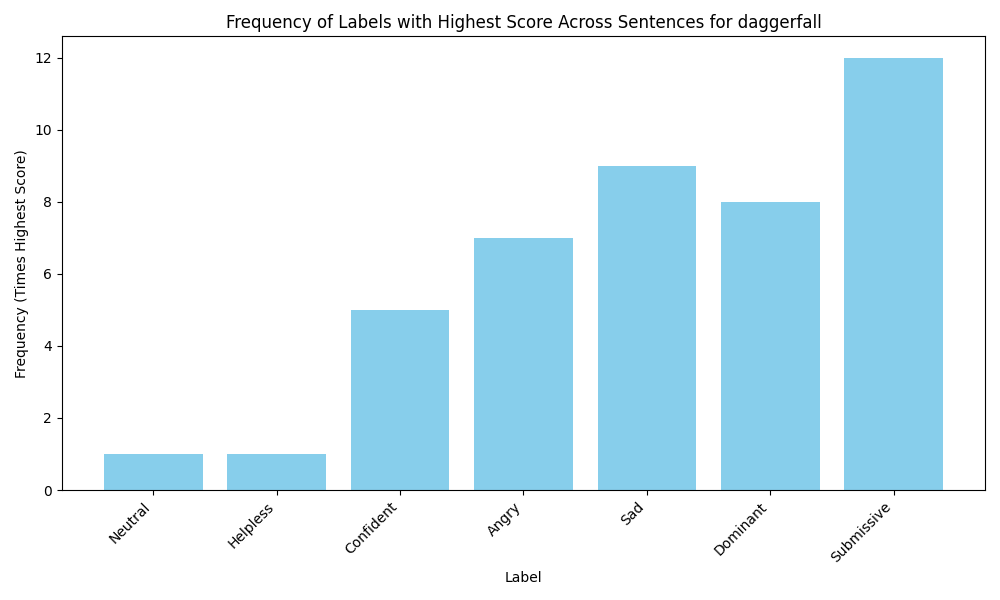 Frequency of Labels with Highest Score Across Sentences for daggerfall
Frequency (Times Highest Score)
12
10
8
6
4
2
0
Neutral
Helpless
Confident
Angry
Sad
Dominant
Submissive
Label